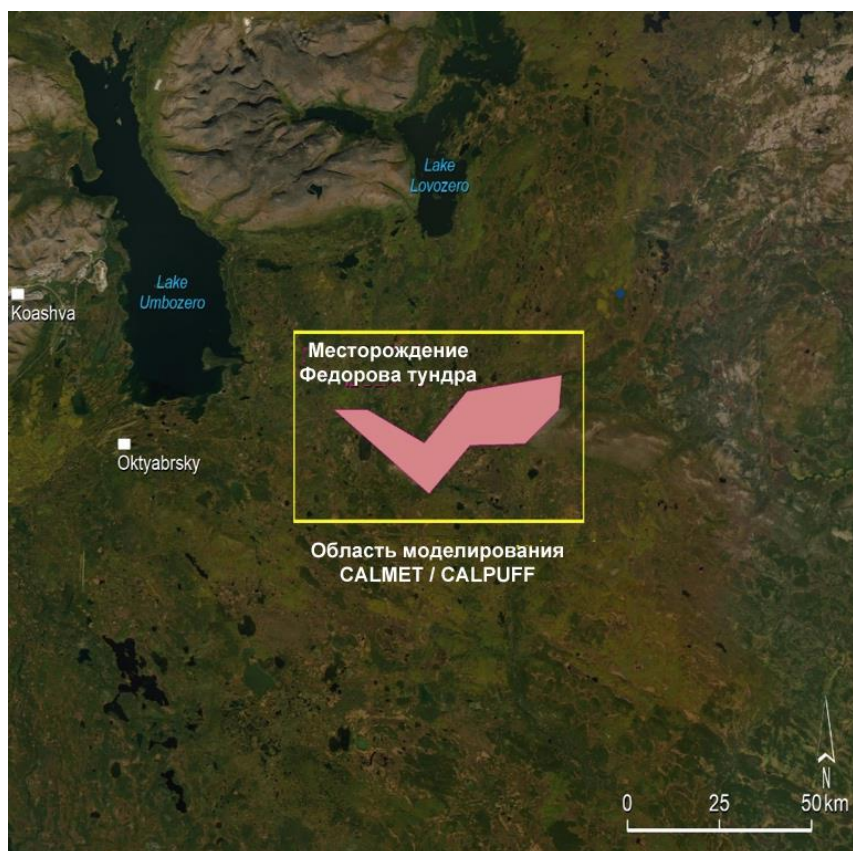 Lake
Lovozero
Lake
Umbozero
Koashva
Месторождение
Федорова тундра
Oktyabrsky
Область моделирования
CALMET / CALPUFF
N
0 25 50 km